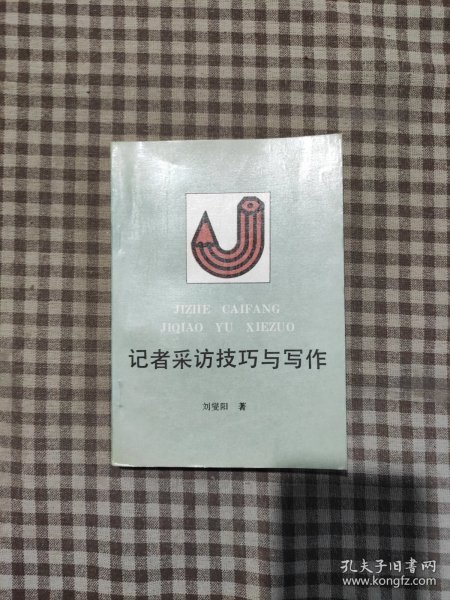 JIZHE CAIFANG
JIQIAO YU XIEZUO
记者采访技巧与写作
刘燮阳 著
孔夫子旧书网
www.kongfz.com